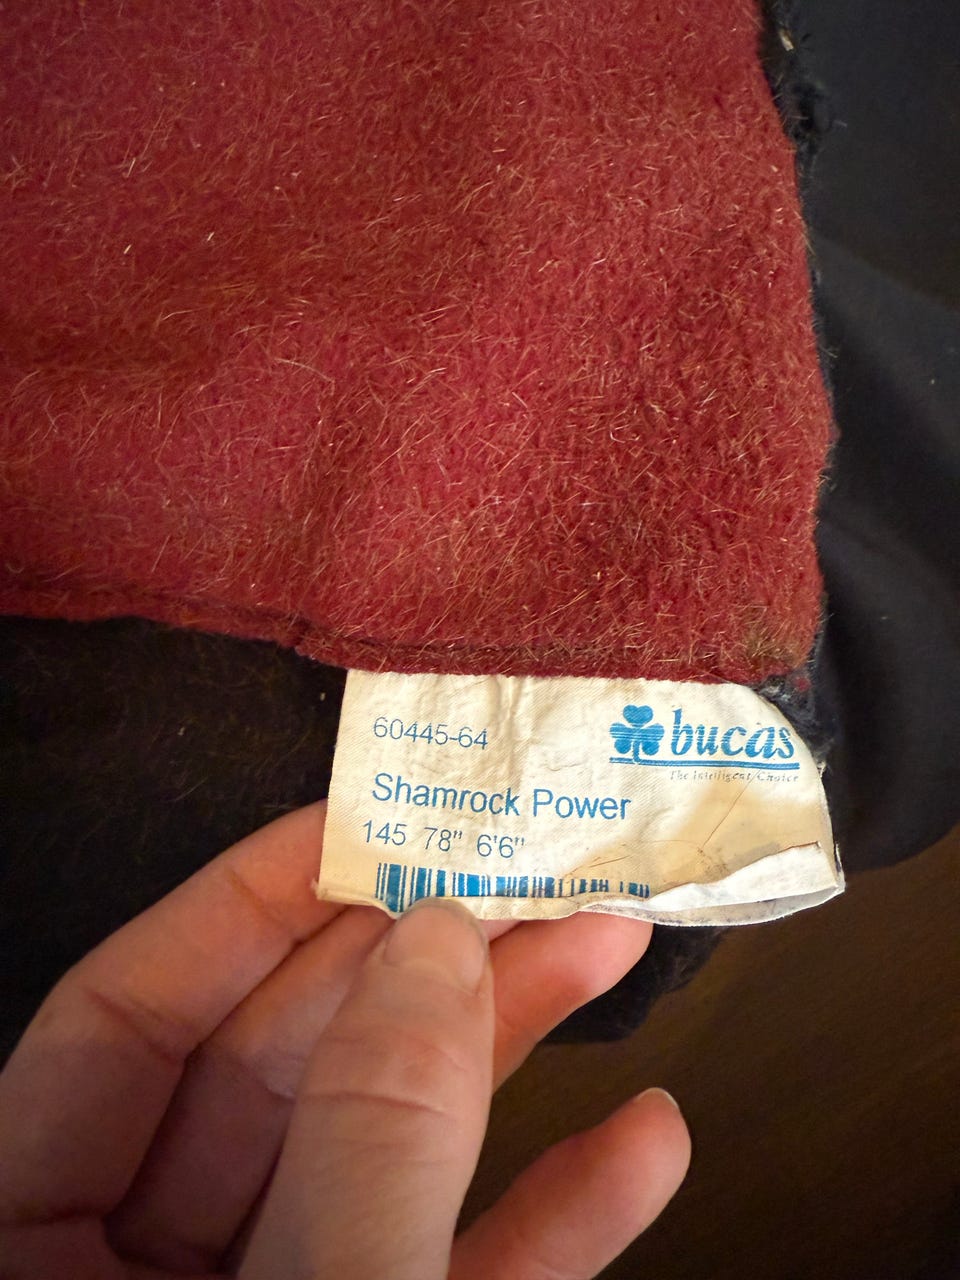 60445-64
bucas
The Intelligent Choice
Shamrock Power
145 78" 6'6"